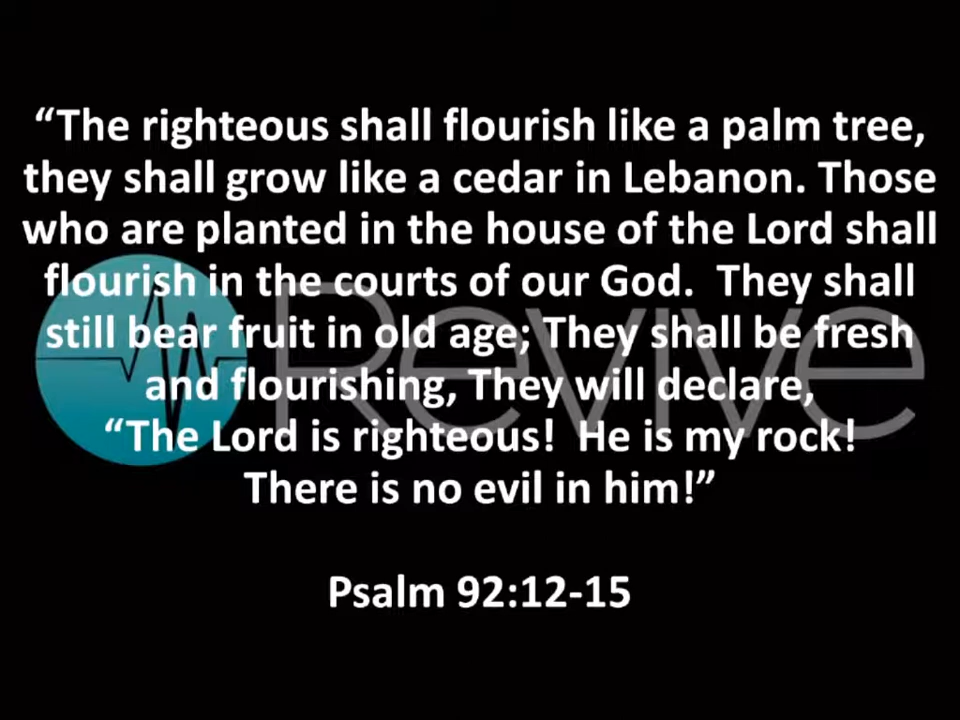 “The righteous shall flourish like a palm tree,
they shall grow like a cedar in Lebanon. Those
who are planted in the house of the Lord shall
flourish in the courts of our God.  They shall
still bear fruit in old age; They shall be fresh
and flourishing, They will declare,
“The Lord is righteous!  He is my rock!
There is no evil in him!”
Psalm 92:12-15
Revive